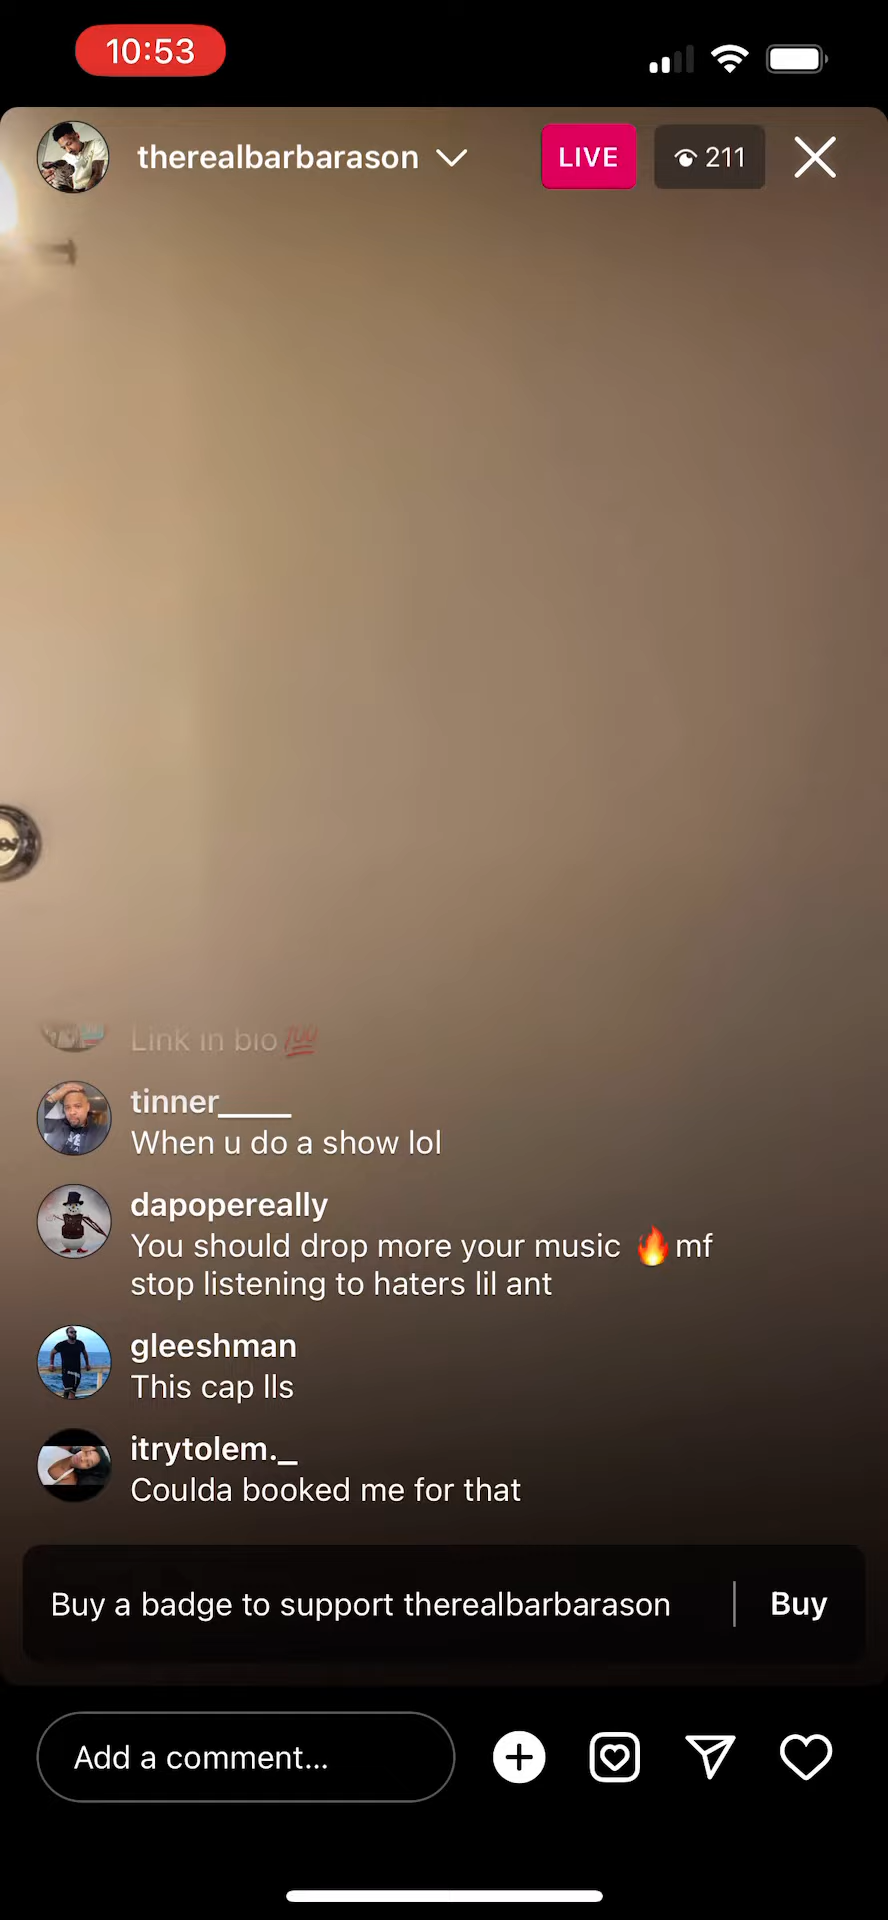 10:53
therealbarbarason
LIVE
211
Link in bio💯
tinner_____
When u do a show lol
dapopereally
You should drop more your music 🔥mf
stop listening to haters lil ant
gleeshman
This cap lls
itrytolem._
Coulda booked me for that
Buy a badge to support therealbarbarason
Buy
Add a comment...